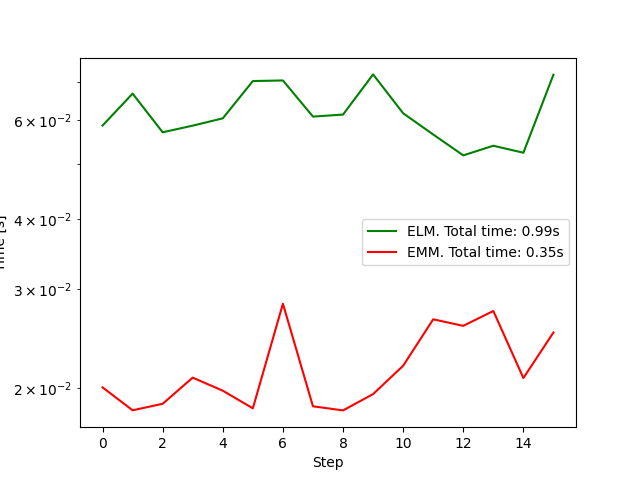 6 × 10⁻²
4 × 10⁻²
3 × 10⁻²
2 × 10⁻²
ELM. Total time: 0.99s
EMM. Total time: 0.35s
0 2 4 6 8 10 12 14
Step